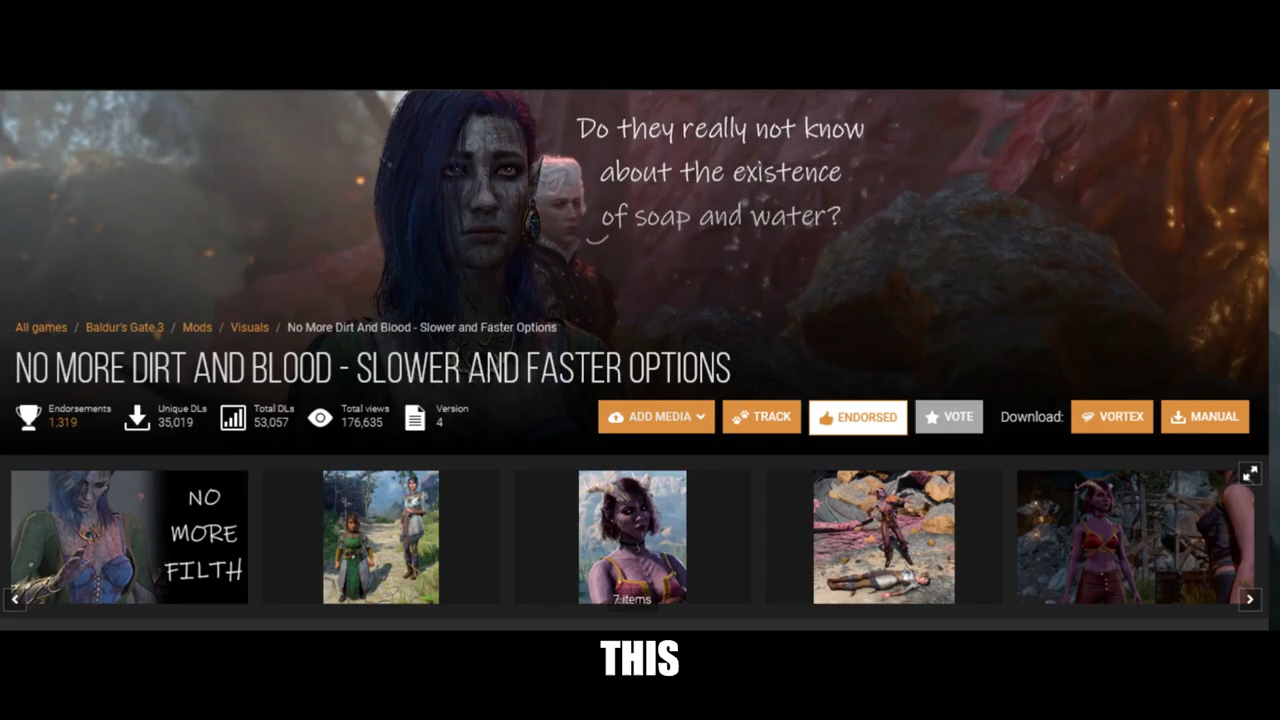 Do they really not know
about the existence
of soap and water?
All games / Baldur's Gate 3 / Mods / Visuals / No More Dirt And Blood - Slower and Faster Options
NO MORE DIRT AND BLOOD - SLOWER AND FASTER OPTIONS
Endorsements
1,319
Unique DLs
35,019
Total DLs
53,057
Total views
176,635
Version
4
ADD MEDIA
TRACK
ENDORSED
VOTE
Download:
VORTEX
MANUAL
NO
MORE
FILTH
7 items
THIS